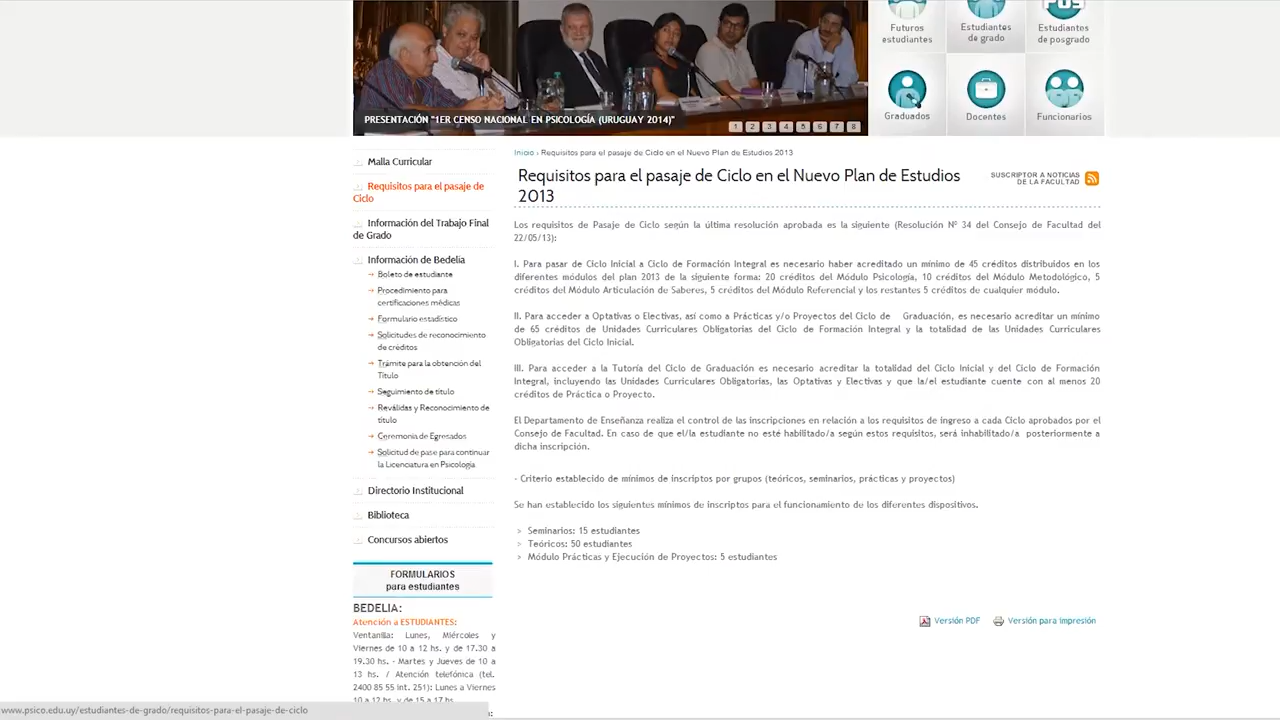 Futuros
estudiantes
Estudiantes
de grado
POS
Estudiantes
de posgrado
Graduados
Docentes
Funcionarios
PRESENTACIÓN "1ER CENSO NACIONAL EN PSICOLOGÍA (URUGUAY 2014)"
1 2 3 4 5 6 7 8
Malla Curricular
Requisitos para el pasaje de
Ciclo
Información del Trabajo Final
de Grado
Información de Bedelía
Boleto de estudiante
Procedimiento para
certificaciones médicas
Formulario estadístico
Solicitudes de reconocimiento
de créditos
Trámite para la obtención del
Título
Seguimiento de título
Reválidas y Reconocimiento de
título
Ceremonia de Egresados
Solicitud de pase para continuar
la Licenciatura en Psicología
Directorio Institucional
Biblioteca
Concursos abiertos
FORMULARIOS
para estudiantes
BEDELIA:
Atención a ESTUDIANTES:
Ventanilla: Lunes, Miércoles y
Viernes de 10 a 12 hs. y de 17.30 a
19.30 hs. - Martes y Jueves de 10 a
13 hs. / Atención telefónica (tel.
2400 85 55 int. 251): Lunes a Viernes
10 a 12 hs. y de 15 a 17 hs.
Inicio › Requisitos para el pasaje de Ciclo en el Nuevo Plan de Estudios 2013
Requisitos para el pasaje de Ciclo en el Nuevo Plan de Estudios
2013
SUSCRIPTOR A NOTICIAS
DE LA FACULTAD
Los requisitos de Pasaje de Ciclo según la última resolución aprobada es la siguiente (Resolución Nº 34 del Consejo de Facultad del
22/05/13):
I. Para pasar de Ciclo Inicial a Ciclo de Formación Integral es necesario haber acreditado un mínimo de 45 créditos distribuidos en los
diferentes módulos del plan 2013 de la siguiente forma: 20 créditos del Módulo Psicología, 10 créditos del Módulo Metodológico, 5
créditos del Módulo Articulación de Saberes, 5 créditos del Módulo Referencial y los restantes 5 créditos de cualquier módulo.
II. Para acceder a Optativas o Electivas, así como a Prácticas y/o Proyectos del Ciclo de Graduación, es necesario acreditar un mínimo
de 65 créditos de Unidades Curriculares Obligatorias del Ciclo de Formación Integral y la totalidad de las Unidades Curriculares
Obligatorias del Ciclo Inicial.
III. Para acceder a la Tutoría del Ciclo de Graduación es necesario acreditar la totalidad del Ciclo Inicial y del Ciclo de Formación
Integral, incluyendo las Unidades Curriculares Obligatorias, las Optativas y Electivas y que la/el estudiante cuente con al menos 20
créditos de Práctica o Proyecto.
El Departamento de Enseñanza realiza el control de las inscripciones en relación a los requisitos de ingreso a cada Ciclo aprobados por el
Consejo de Facultad. En caso de que el/la estudiante no esté habilitado/a según estos requisitos, será inhabilitado/a posteriormente a
dicha inscripción.
- Criterio establecido de mínimos de inscriptos por grupos (teóricos, seminarios, prácticas y proyectos)
Se han establecido los siguientes mínimos de inscriptos para el funcionamiento de los diferentes dispositivos.
» Seminarios: 15 estudiantes
» Teóricos: 50 estudiantes
» Módulo Prácticas y Ejecución de Proyectos: 5 estudiantes
Versión PDF
Versión para impresión
www.psico.edu.uy/estudiantes-de-grado/requisitos-para-el-pasaje-de-ciclo